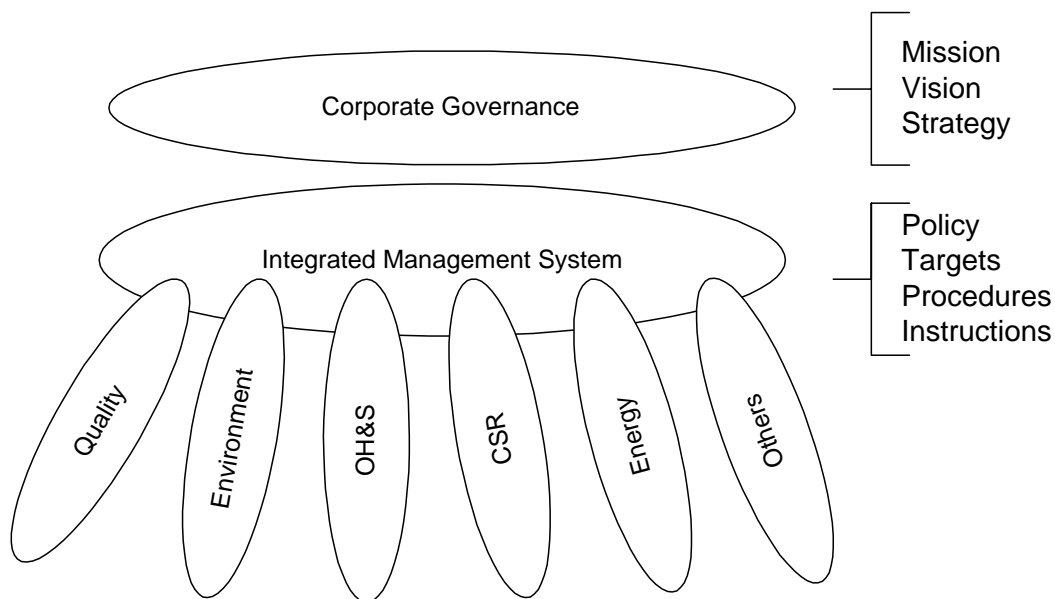 Corporate Governance
Mission
Vision
Strategy
Integrated Management System
Policy
Targets
Procedures
Instructions
Quality
Environment
OH&S
CSR
Energy
Others